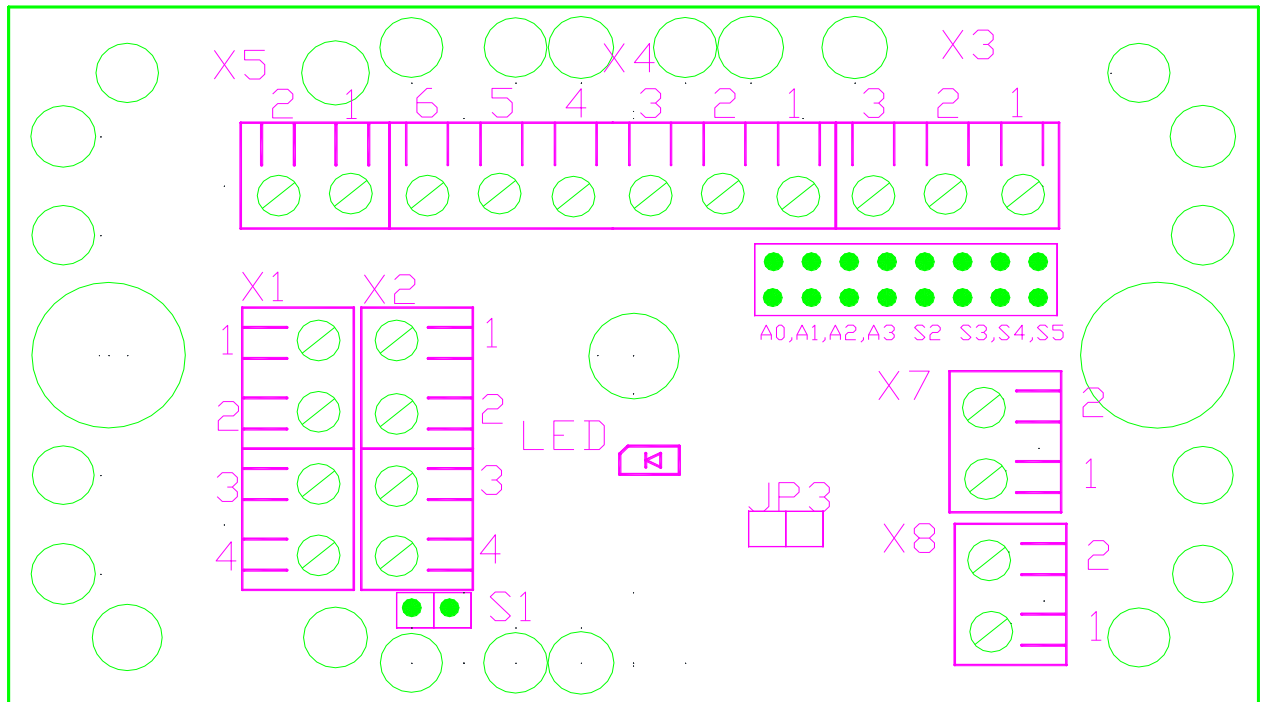 X5 X4 X3
2 1 6 5 4 3 2 1 3 2 1
X1 X2
A0,A1,A2,A3 S2 S3,S4,S5
1 1
X7
2 2 2
LED
3 3 1
JP3
X8
4 4 2
S1
1